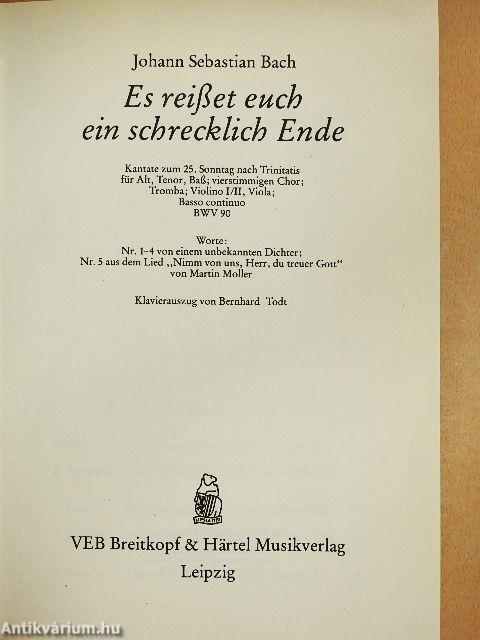 Johann Sebastian Bach
Es reißet euch
ein schrecklich Ende
Kantate zum 25. Sonntag nach Trinitatis
für Alt, Tenor, Baß; vierstimmigen Chor;
Tromba; Violino I/II, Viola;
Basso continuo
BWV 90
Worte:
Nr. 1-4 von einem unbekannten Dichter;
Nr. 5 aus dem Lied „Nimm von uns, Herr, du treuer Gott“
von Martin Moller
Klavierauszug von Bernhard Todt
VEB Breitkopf & Härtel Musikverlag
Leipzig
Antikvárium.hu